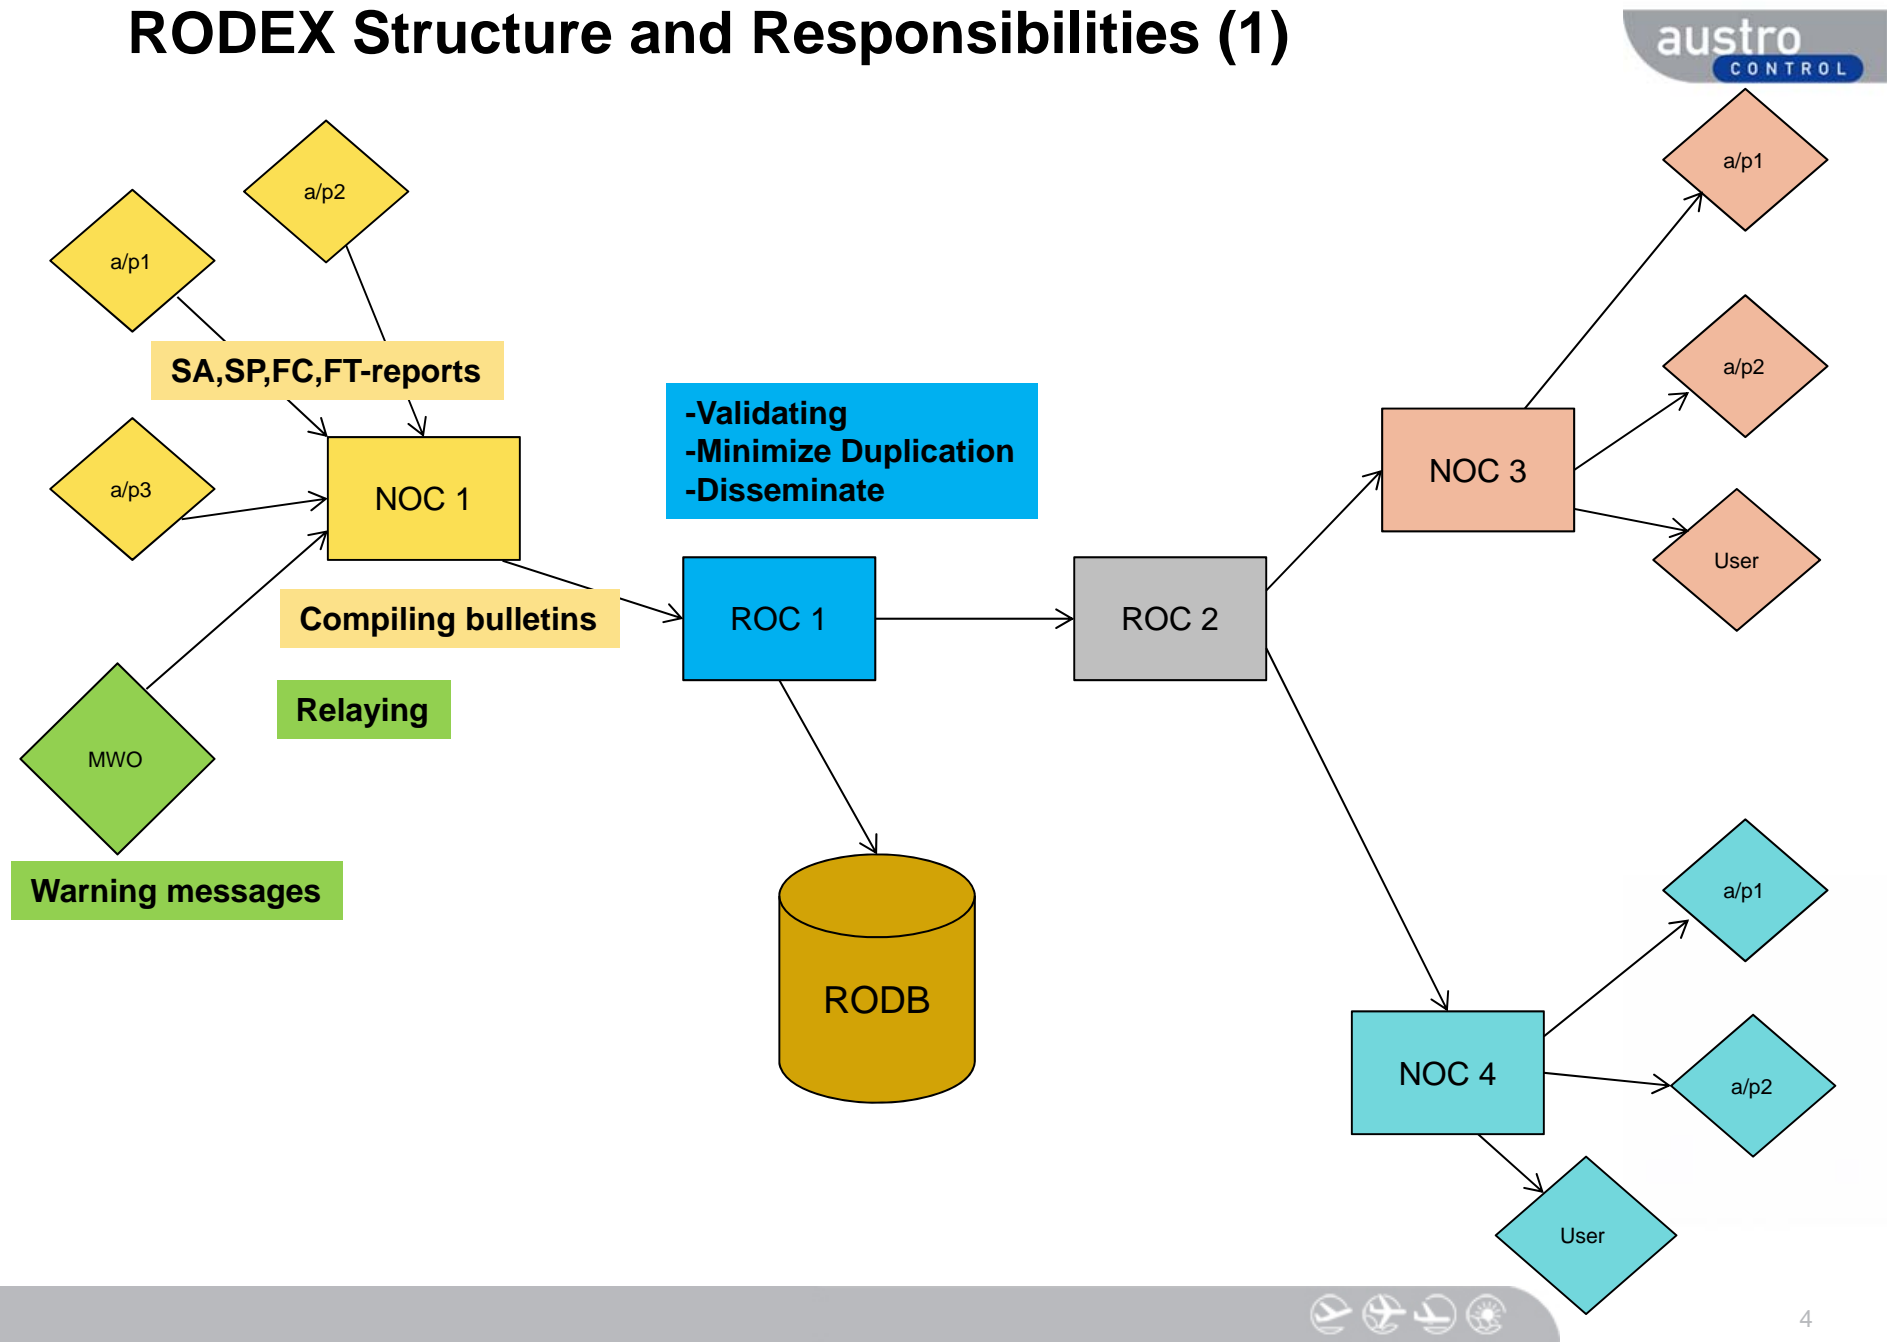 RODEX Structure and Responsibilities (1)
austro
CONTROL
a/p1
a/p2
a/p1
SA,SP,FC,FT-reports
a/p2
-Validating
-Minimize Duplication
-Disseminate
NOC 3
a/p3
NOC 1
User
Compiling bulletins
ROC 1
ROC 2
Relaying
MWO
Warning messages
a/p1
RODB
NOC 4
a/p2
User
4